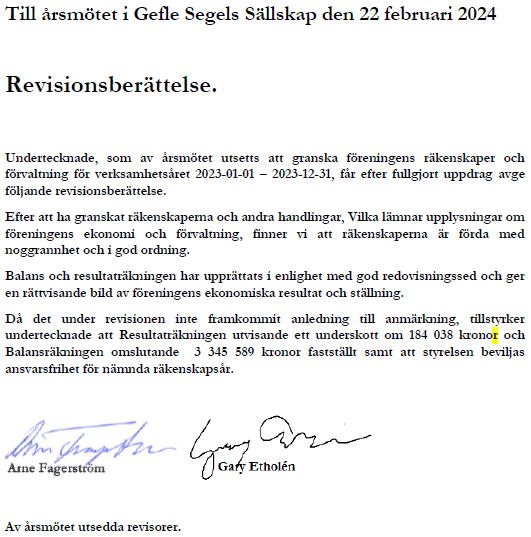 Till årsmötet i Gefle Segels Sällskap den 22 februari 2024
Revisionsberättelse.
Undertecknade, som av årsmötet utsetts att granska föreningens räkenskaper och
förvaltning för verksamhetsåret 2023-01-01 – 2023-12-31, får efter fullgjort uppdrag avge
följande revisionsberättelse.
Efter att ha granskat räkenskaperna och andra handlingar, Vilka lämnar upplysningar om
föreningens ekonomi och förvaltning, finner vi att räkenskaperna är förda med
noggrannhet och i god ordning.
Balans och resultaträkningen har upprättats i enlighet med god redovisningssed och ger
en rättvisande bild av föreningens ekonomiska resultat och ställning.
Då det under revisionen inte framkommit anledning till anmärkning, tillstyrker
undertecknade att Resultaträkningen utvisande ett underskott om 184 038 kronor och
Balansräkningen omslutande 3 345 589 kronor fastställt samt att styrelsen beviljas
ansvarsfrihet för nämnda räkenskapsår.
Arne Fagerström
Gary Etholén
Av årsmötet utsedda revisorer.